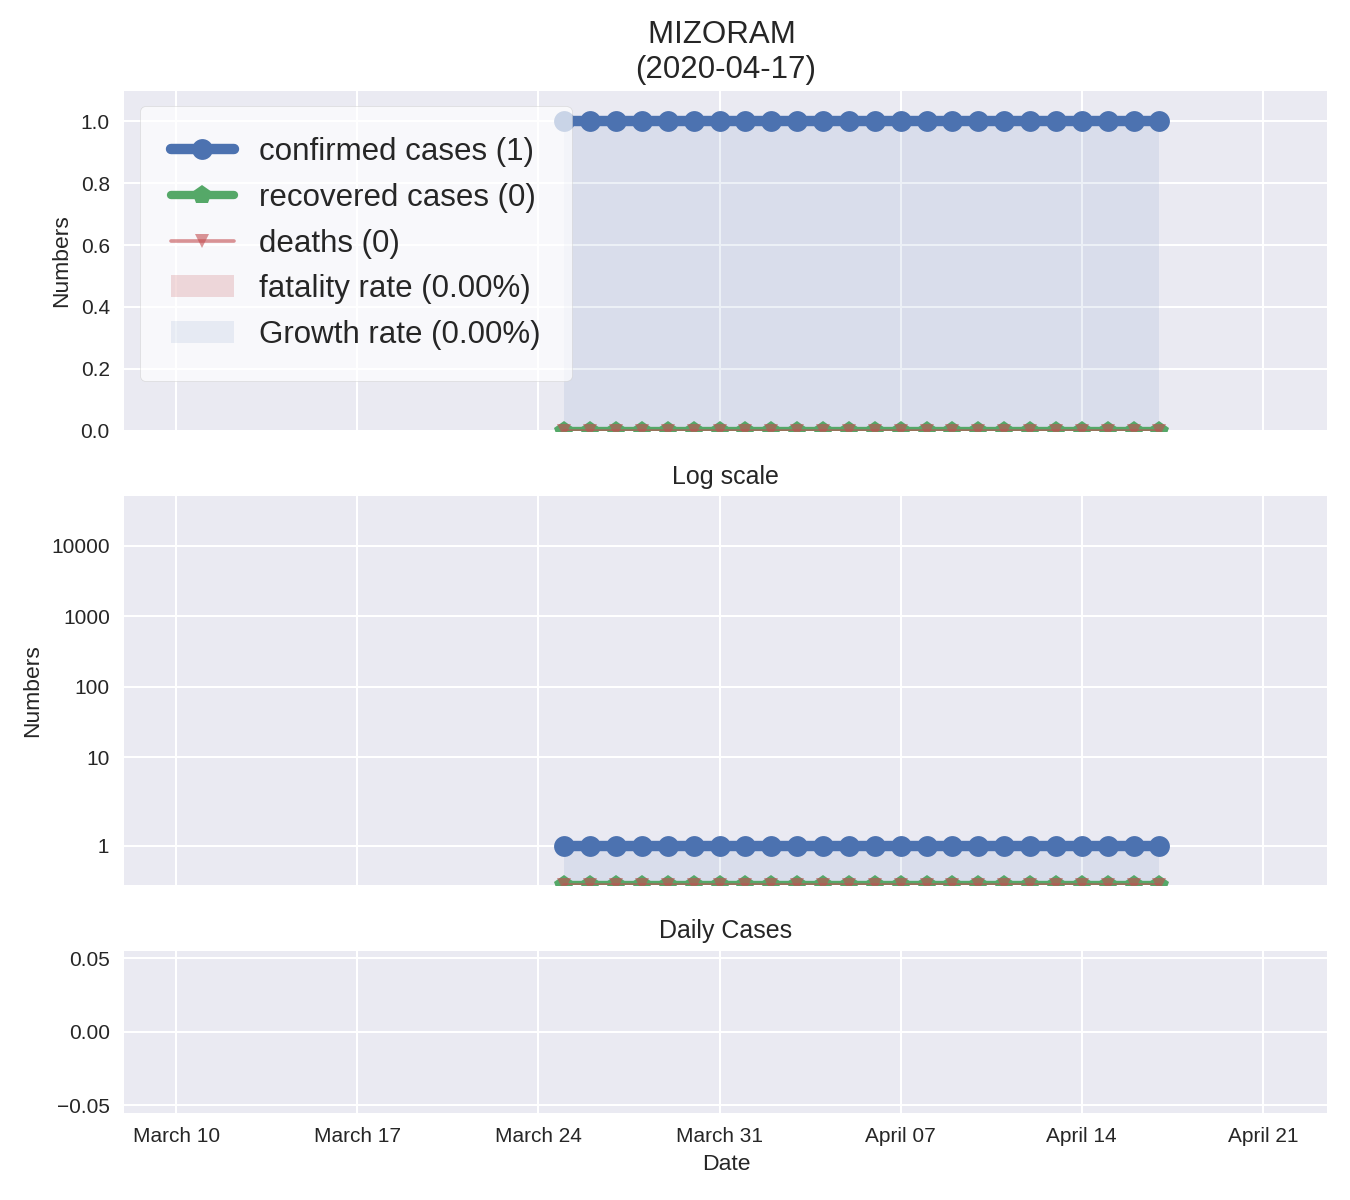 MIZORAM
(2020-04-17)
1.0
0.8
0.6
0.4
0.2
0.0
Numbers
confirmed cases (1)
recovered cases (0)
deaths (0)
fatality rate (0.00%)
Growth rate (0.00%)
Log scale
10000
1000
100
10
1
Numbers
Daily Cases
0.05
0.00
−0.05
March 10
March 17
March 24
March 31
April 07
April 14
April 21
Date